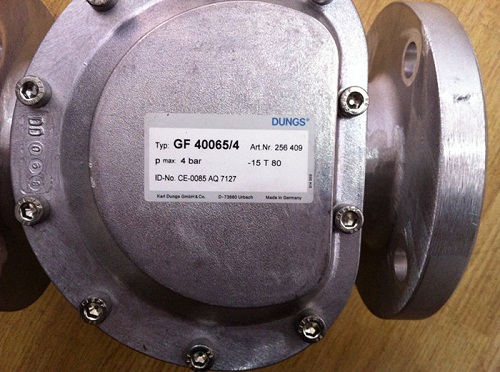 DUNGS®
Typ: GF 40065/4 Art.Nr. 256 409
p max 4 bar -15 T 80
ID-No. CE-0085 AQ 7127
Karl Dungs GmbH & Co. D-73660 Urbach Made in Germany